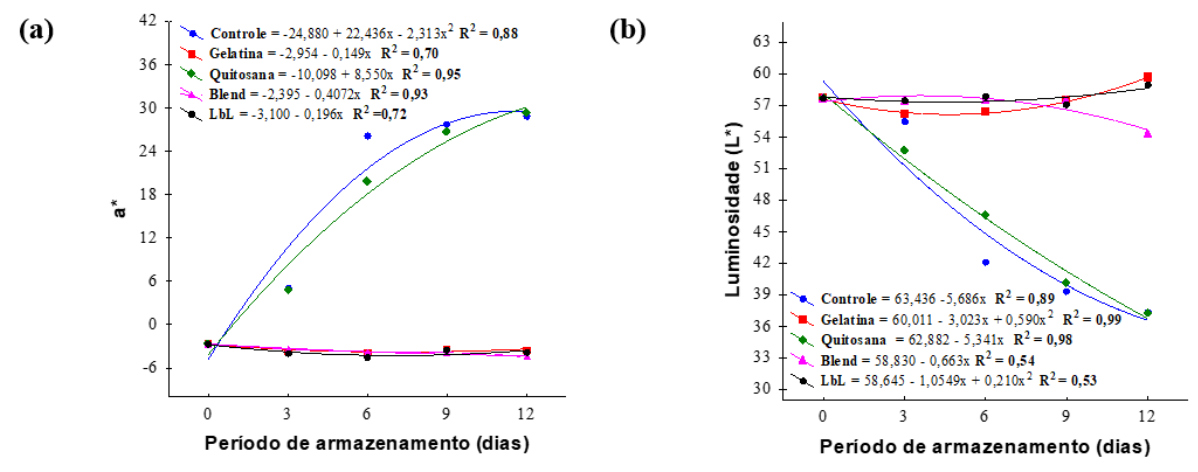 (a)
42
36
30
24
18
12
6
0
-6
a*
Controle = -24,880 + 22,436x - 2,313x² R² = 0,88
Gelatina = -2,954 - 0,149x R² = 0,70
Quitosana = -10,098 + 8,550x R² = 0,95
Blend = -2,395 - 0,4072x R² = 0,93
LbL = -3,100 - 0,196x R² =0,72
0 3 6 9 12
Período de armazenamento (dias)
(b)
63
60
57
54
51
48
45
42
39
36
33
30
Luminosidade (L*)
Controle = 63,436 -5,686x R² = 0,89
Gelatina = 60,011 - 3,023x + 0,590x² R² = 0,99
Quitosana = 62,882 - 5,341x R² = 0,98
Blend = 58,830 - 0,663x R² = 0,54
LbL = 58,645 - 1,0549x + 0,210x² R² = 0,53
0 3 6 9 12
Período de armazenamento (dias)